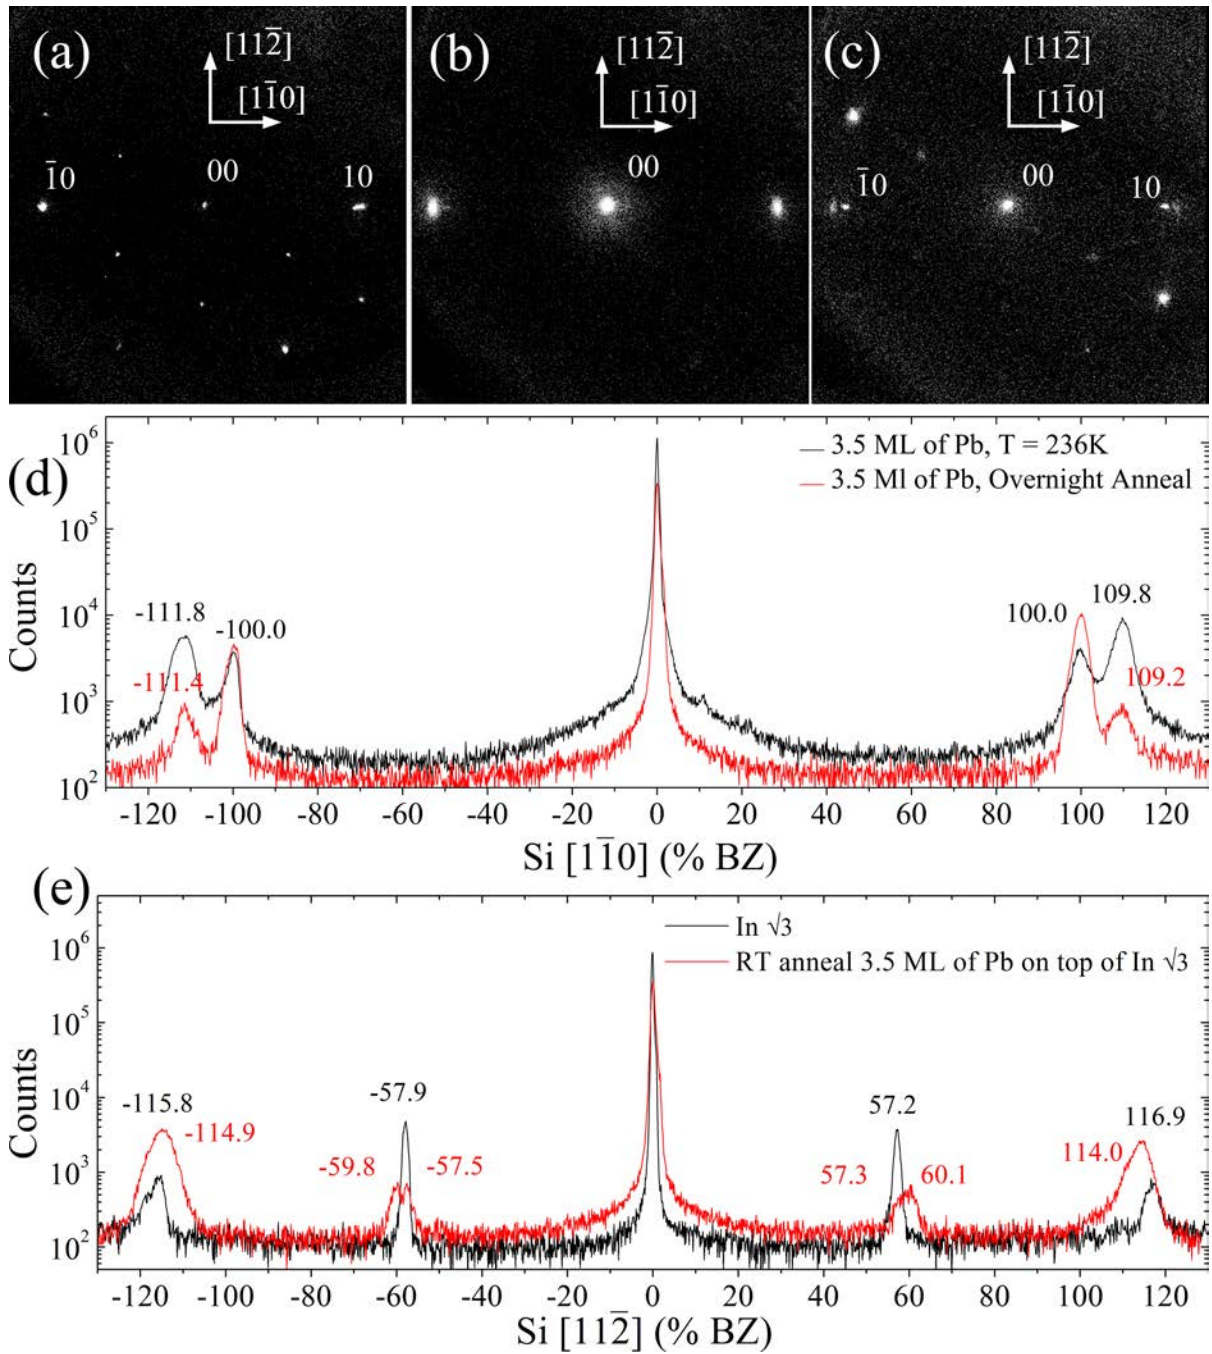 (a)
[112̅]
[11̅0]
1̅0
00
10
(b)
[112̅]
[11̅0]
00
(c)
[112̅]
[11̅0]
1̅0
00
10
(d)
Counts
10⁶
10⁵
10⁴
10³
10²
3.5 ML of Pb, T = 236K
3.5 Ml of Pb, Overnight Anneal
-111.8
-100.0
-111.4
100.0
109.8
109.2
-120 -100 -80 -60 -40 -20 0 20 40 60 80 100 120
Si [11̅0] (% BZ)
(e)
Counts
10⁶
10⁵
10⁴
10³
10²
In √3
RT anneal 3.5 ML of Pb on top of In √3
-115.8
-114.9
-57.9
-59.8
-57.5
57.2
57.3
60.1
114.0
116.9
-120 -100 -80 -60 -40 -20 0 20 40 60 80 100 120
Si [112̅] (% BZ)